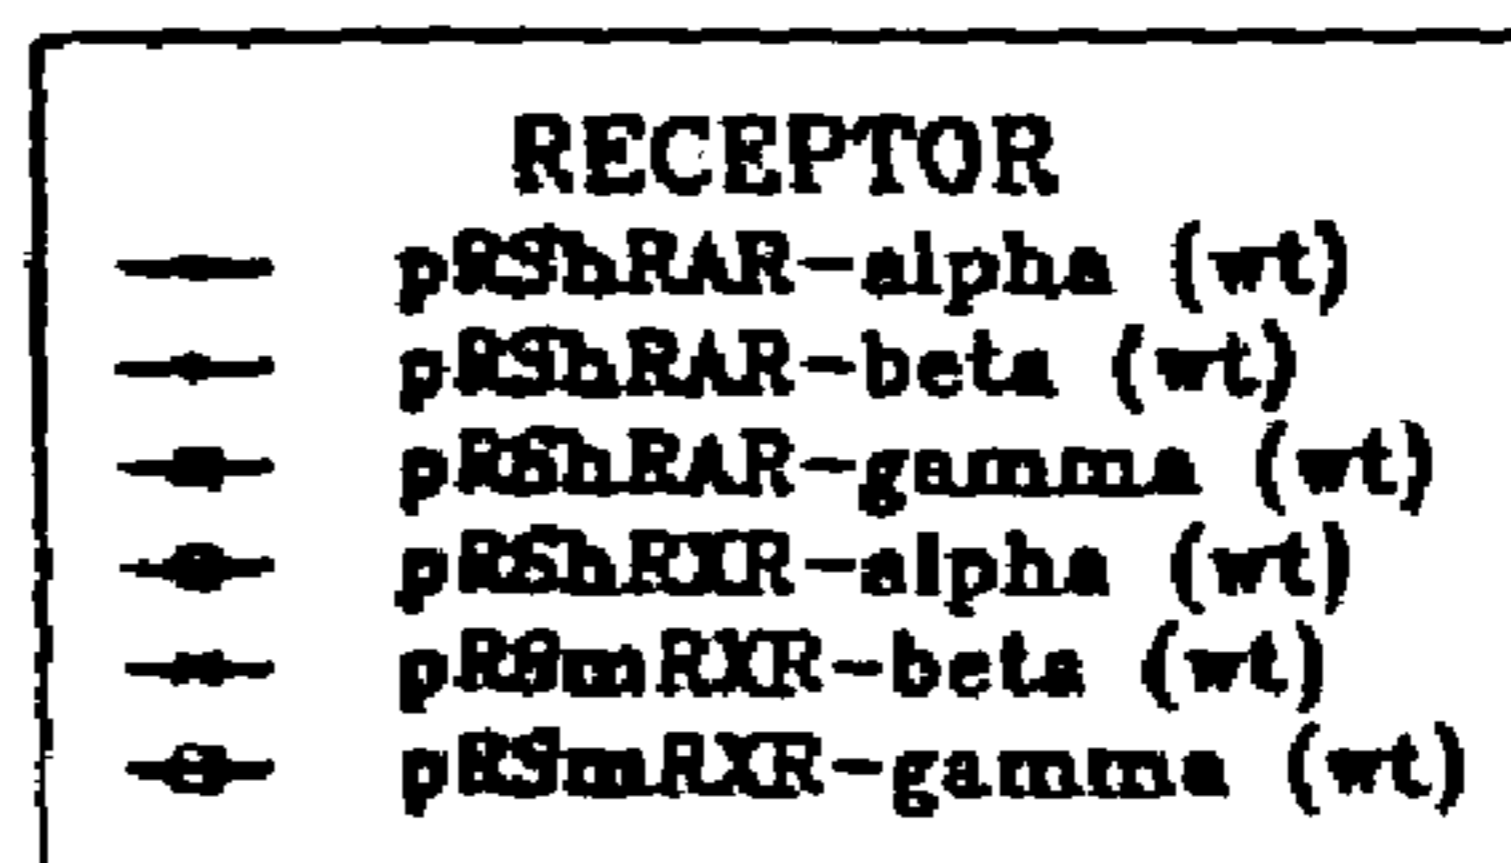 RECEPTOR
pRShRAR-alpha (wt)
pRShRAR-beta (wt)
pRShRAR-gamma (wt)
pRShRXR-alpha (wt)
pRSmRXR-beta (wt)
pRSmRXR-gamma (wt)